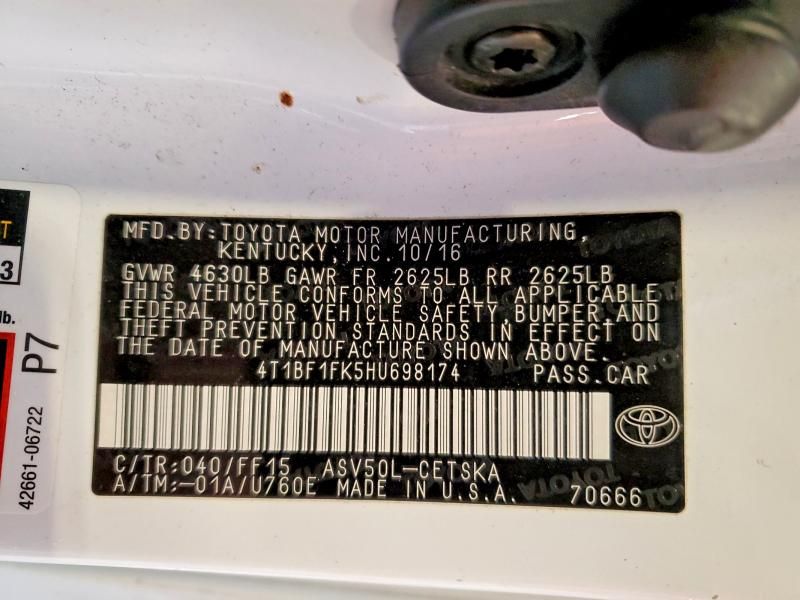 MFD. BY: TOYOTA MOTOR MANUFACTURING,
KENTUCKY, INC. 10/16
GVWR 4630LB GAWR FR 2625LB RR 2625LB
THIS VEHICLE CONFORMS TO ALL APPLICABLE
FEDERAL MOTOR VEHICLE SAFETY, BUMPER AND
THEFT PREVENTION STANDARDS IN EFFECT ON
THE DATE OF MANUFACTURE SHOWN ABOVE.
4T1BF1FK5HU698174 PASS. CAR
C/TR: 040/FF15 ASV50L-CETSKA
A/TM: -01A/U760E MADE IN U.S.A. 70666
T
3
lb.
P7
42661-06722
TOYOTA